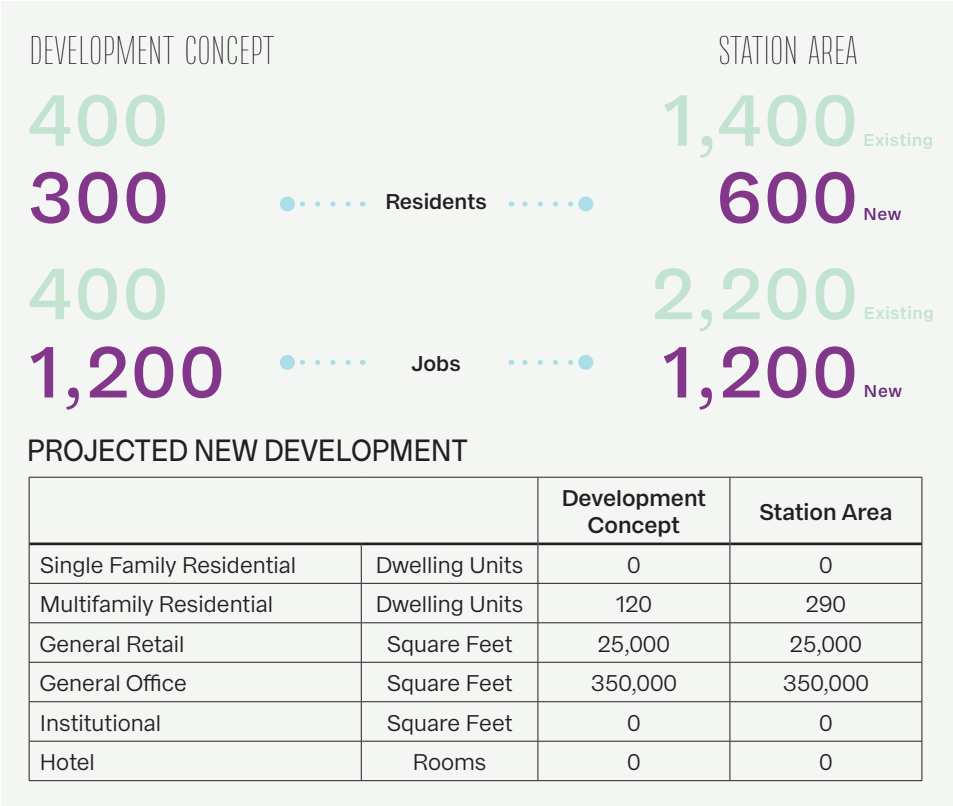 DEVELOPMENT CONCEPT STATION AREA
400 1,400 Existing
300 Residents 600 New
400 2,200 Existing
1,200 Jobs 1,200 New
PROJECTED NEW DEVELOPMENT
Development Concept Station Area
Single Family Residential Dwelling Units 0 0
Multifamily Residential Dwelling Units 120 290
General Retail Square Feet 25,000 25,000
General Office Square Feet 350,000 350,000
Institutional Square Feet 0 0
Hotel Rooms 0 0